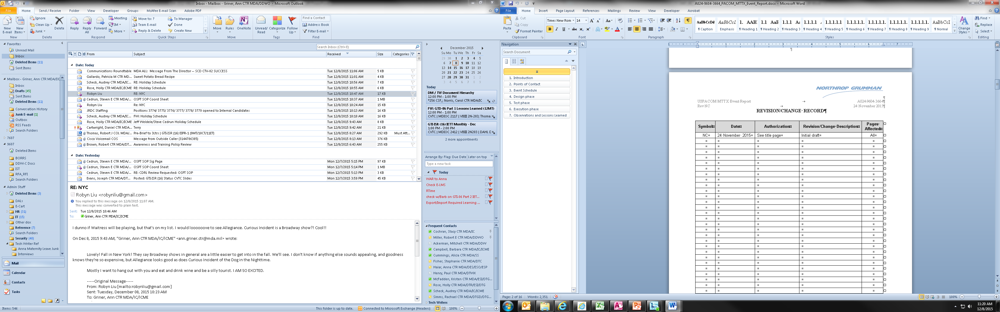 Inbox - Mailbox - Griner, Ann CTR MDA/DDWO - Microsoft Outlook
File Home Send / Receive Folder View Developer Groups McAfee E-mail Scan Adobe PDF
New E-mail New Items
New
Ignore Clean Up Junk Delete
Delete
Reply Reply All Forward Meeting IM More
Respond
Move to: ? To Manager
Team E-mail Done
Reply & Delete Create New
Quick Steps
Move Rules OneNote
Move
Unread/ Read Categorize Follow Up
Tags
Find a Contact
Address Book
Filter E-mail
Find
Favorites
Unread Mail
Inbox
Deleted Items (11)
Sent Items
Mailbox - Griner, Ann CTR MDA/DD
Inbox
Drafts [45]
Sent Items
Deleted Items (11)
Conversation History
Junk E-mail [1]
Outbox
RSS Feeds
Search Folders
7607
9607
Deleted Items
BORRS
DDW-C Docs
IST
RFA_RFI
Search Folders
Admin Stuff
Deleted Items (3)
DALs
E-Cart
HR (31)
IT (15)
Other dox
Reference (7)
Search Folders
Security (40)
Tech Writer Ref
Anna Maternity Leave Junk
Interviews
Mail
Calendar
Contacts
Tasks
Items: 546
Search Inbox (Ctrl+E)
From Subject Received Size Categories
Date: Today
Communications Roundtable MDA ALL: Message From The Director -- SCD CTV-02 SUCCESS Tue 12/8/2015 11:06 AM 5 KB
Gallardo, Patricia M CTR MD... Sweet Potato Bread Recipe Tue 12/8/2015 11:01 AM 4 KB
Scheck, Audrey CTR MDA/IC... RE: Holiday Schedule Tue 12/8/2015 10:56 AM 7 KB
Rose, Holly CTR MDA/IC/ICME RE: Holiday Schedule Tue 12/8/2015 10:55 AM 6 KB
Robyn Liu RE: NYC Tue 12/8/2015 10:47 AM 17 KB
Cedrun, Steven E CTR MDA/... OSPT SOP Coord Sheet Tue 12/8/2015 10:37 AM 1 MB
Robyn Liu Re: NYC Tue 12/8/2015 10:24 AM 15 KB
JRDC Staffing Positions 3774/ 3775/ 3776/ 3777/ 3778/ 3779 opened to Internal Candidates Tue 12/8/2015 10:13 AM 16 KB
Scheck, Audrey CTR MDA/IC... FW: Holiday Schedule Tue 12/8/2015 10:10 AM 16 KB
Rose, Holly CTR MDA/IC/ICME Jeff Weldele/Steve Cedrun Holiday Schedule Tue 12/8/2015 9:43 AM 8 KB
Cartwright, Daniel CTR MDA... Terry Tue 12/8/2015 9:42 AM 21 KB
Thomas, Robert J COL MDA/... Pre-Brief to 3Ltrs | GTI-ISR (16) EIPR-1 (9MT/10CT/11ET) Tue 12/8/2015 8:27 AM 292 KB Must Att...
Cisco Voicemail COS Message from Outside Caller (3144786385) Tue 12/8/2015 8:13 AM 376 KB
Brown, Robert CTR MDA/DT... Awareness and Training Policy Review Tue 12/8/2015 6:43 AM 255 KB
Date: Yesterday
Cedrun, Steven E CTR MDA/... OSPT SOP Sig Page Mon 12/7/2015 5:15 PM 97 KB
Cedrun, Steven E CTR MDA/... OSPT SOP Coord Sheet Mon 12/7/2015 5:14 PM 1 MB
Cedrun, Steven E CTR MDA/... RE: CDRL Review Requested: OSPT SOP Mon 12/7/2015 5:13 PM 3 KB
Evans, Joseph CTR MDA/DT... Posted: GTI-ISR (16) Status CVTC Slides Mon 12/7/2015 3:59 PM 45 KB
RE: NYC
Robyn Liu <robynliu@gmail.com>
You replied to this message on 12/8/2015 11:07 AM.
This message was converted to plain text.
Sent: Tue 12/8/2015 10:46 AM
To: Griner, Ann CTR MDA/IC/ICME
I dunno if Waitress will be playing, but that's on my list. I would loooooove to see Allegiance. Curious Incident is a Broadway show?! Cool!!
On Dec 8, 2015 9:43 AM, "Griner, Ann CTR MDA/IC/ICME" <ann.griner.ctr@mda.mil> wrote:
Lovely! Fall in New York! They say Broadway shows in general are a little easier to get into in the fall. We'll see. I don't know if anything else sounds appealing, and goodness
knows they're so expensive, but Allegiance looks good as does Curious Incident of the Dog in the Nighttime.
Mostly I want to hang out with you and eat and drink wine and be a silly tourist. I AM SO EXCITED.
-----Original Message-----
From: Robyn Liu [mailto:robynliu@gmail.com]
Sent: Tuesday, December 08, 2015 10:23 AM
To: Griner, Ann CTR MDA/IC/ICME
This folder is up to date. Connected to Microsoft Exchange (Headers) 100%
December 2015
Su Mo Tu We Th Fr Sa
29 30 1 2 3 4 5
6 7 8 9 10 11 12
13 14 15 16 17 18 19
20 21 22 23 24 25 26
27 28 29 30 31 1 2
3 4 5 6 7 8 9
Today
DM / TW Document Hierarchy
12:00 PM - 1:00 PM
*256 CSF,; Norris, Carol CTR MDA/IC
FW: GTD-06 Part 1 Lessons Learned (12MT)
12:00 PM - 1:00 PM
CVTC | MDIOC 2117 | VBIII 2N-203; Thoma:
GTI-ISR (16) IETT Monthly - Dec
1:00 PM - 2:00 PM
CVTC | MDIOC 2412 | VBIII 2N203 | DAHL D
2 more appointments
Arrange By: Flag: Due Date Later on top
Type a new task
Today
WAR to Anna
Check E-LMS
RTime
check w/Barb on GTI-06 Part 2 IET...
Export/Import Required Learning ...
Frequent Contacts
Cochran, Stacy CTR MDA/IC
Miller, Robert E CTR MDA/DDWO
Ackerman, Mitchell CTR MDA/DDW
Campbell, Barbara CTR MDA/IC/ICME
Cummings, Alicia CTR MDA/SS
Fisher, Stephanie CTR MDA/DTC
Haiar, Anna CTR MDA/DES/ESO/ESP
Henry, Paul CTR MDA/DTWX
McFadden, Kristen CTR MDA/ESI/DTG...
Rose, Holly CTR MDA/DTR/ESI/DTG
Scheck, Audrey CTR MDA/IC/ICME
Simms, Rachael CTR MDA/DTGD/DTG...
Tech Writers
A024-9604-3664_PACOM_MTTX_Event_Report.docx - Microsoft Word
File Home Insert Page Layout References Mailings Review View Developer Acrobat
Paste Cut Copy Format Painter
Clipboard
Times New Rom 14
Font
Paragraph
AaBbCcDd AaBbCcL 1. AABI 1.1 AaE 1.1.1 Aa 1.1.1.1 1.1.1.1.1 1.1.1.1.1. 1.1.1.1.1. 1.1.1.1.1. 1.1.1.1.1. AaBbCcI
¶ Caption Emphasis ¶ Heading 1 ¶ Heading 2 ¶ Heading 3 ¶ Heading 4 ¶ Heading 5 ¶ Heading 6 ¶ Heading 7 ¶ Heading 8 ¶ Heading 9 ¶ Normal
Styles
Change Styles
Find
Replace
Select
Editing
Navigation
Search Document
1. Introduction
2. Points of Contact
3. Event Schedule
4. Design phase
5. Test phase
6. Execution phase
7. Observations and Lessons Learned
NORTHROP GRUMMAN
USPACOM MTTX Event Report → A024-9604-3664¶
Rev NC → 24 November 2015¶
REVISION/CHANGE RECORD¶
Symbol¤ Date¤ Authorization¤ Revision/Change Description¤ Pages Affected¤
NC¤ 24 November 2015¤ See title page¤ Initial draft¤ All¤
Page: 2 of 16 Words: 2,351 100%
11:20 AM
12/8/2015